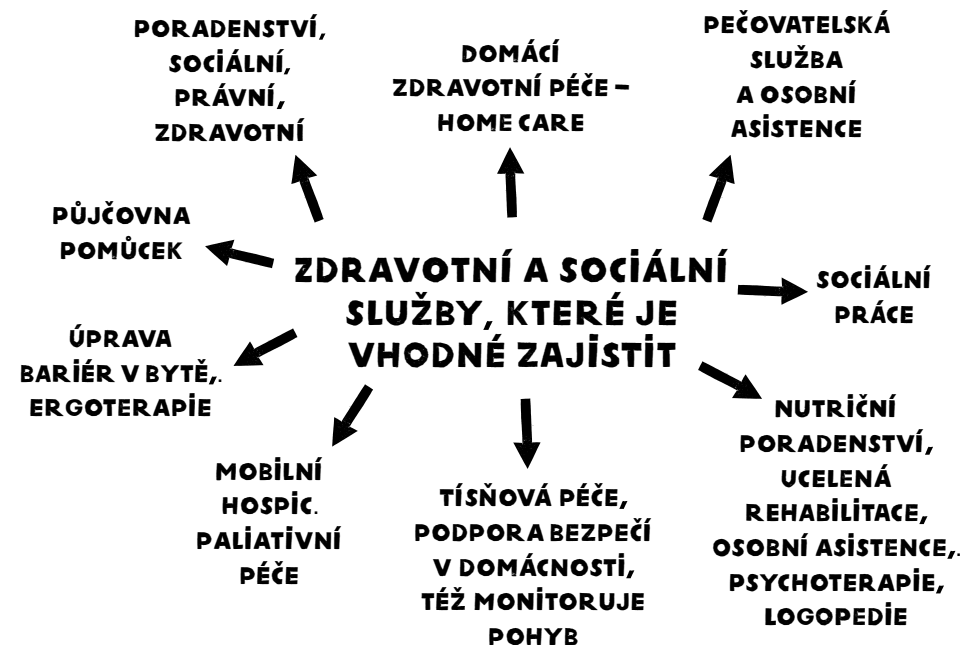 PORADENSTVÍ,
SOCIÁLNÍ,
PRÁVNÍ,
ZDRAVOTNÍ
DOMÁCÍ
ZDRAVOTNÍ PÉČE –
HOME CARE
PEČOVATELSKÁ
SLUŽBA
A OSOBNÍ
ASISTENCE
PŮJČOVNA
POMŮCEK
ZDRAVOTNÍ A SOCIÁLNÍ
SLUŽBY, KTERÉ JE
VHODNÉ ZAJISTIT
SOCIÁLNÍ
PRÁCE
ÚPRAVA
BARIÉR V BYTĚ,.
ERGOTERAPIE
MOBILNÍ
HOSPIC.
PALIATIVNÍ
PÉČE
TÍSŇOVÁ PÉČE,
PODPORA BEZPEČÍ
V DOMÁCNOSTI,
TÉŽ MONITORUJE
POHYB
NUTRIČNÍ
PORADENSTVÍ,
UCELENÁ
REHABILITACE,
OSOBNÍ ASISTENCE,.
PSYCHOTERAPIE,
LOGOPEDIE